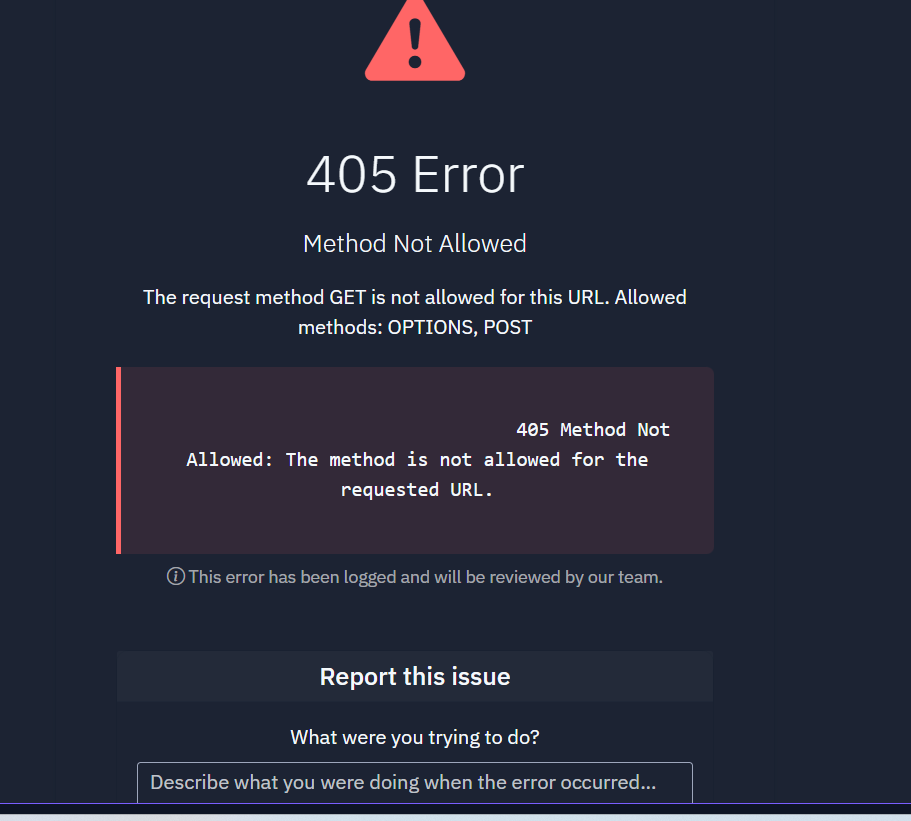 405 Error
Method Not Allowed
The request method GET is not allowed for this URL. Allowed
methods: OPTIONS, POST
405 Method Not
Allowed: The method is not allowed for the
requested URL.
This error has been logged and will be reviewed by our team.
Report this issue
What were you trying to do?
Describe what you were doing when the error occurred...